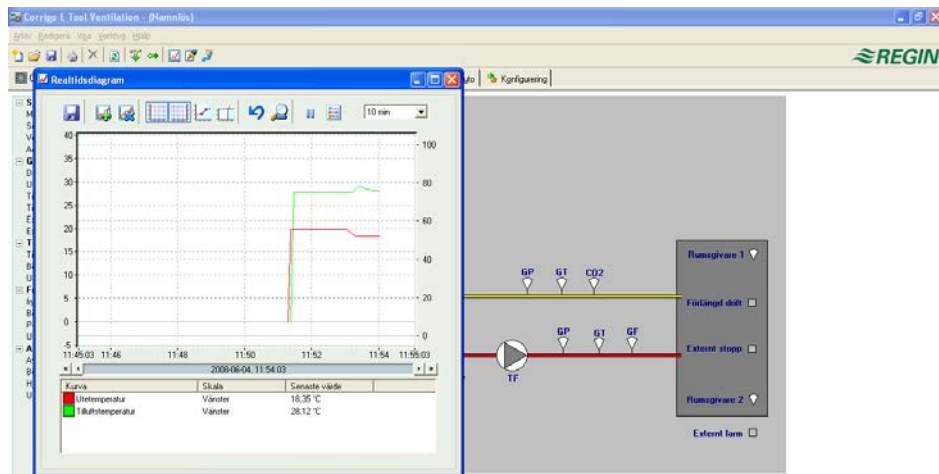 Corrigo E Tool Ventilation - (Namnlös)
Arkiv Redigera Visa Verktyg Hjälp
REGIN
Realtidsdiagram
Konfigurering
10 min
40
35
30
25
20
15
10
5
0
-5
100
80
60
40
20
0
11:45:03 11:46 11:48 11:50 11:52 11:54 11:55:03
2008-06-04, 11:54:03
Kurva Skala Senaste värde
Utetemperatur Vänster 18,35 °C
Tilluftstemperatur Vänster 28,12 °C
GP GT CO2
GP GT GF
TF
Rumsgivare 1
Förlängd drift
Externt stopp
Rumsgivare 2
Externt larm